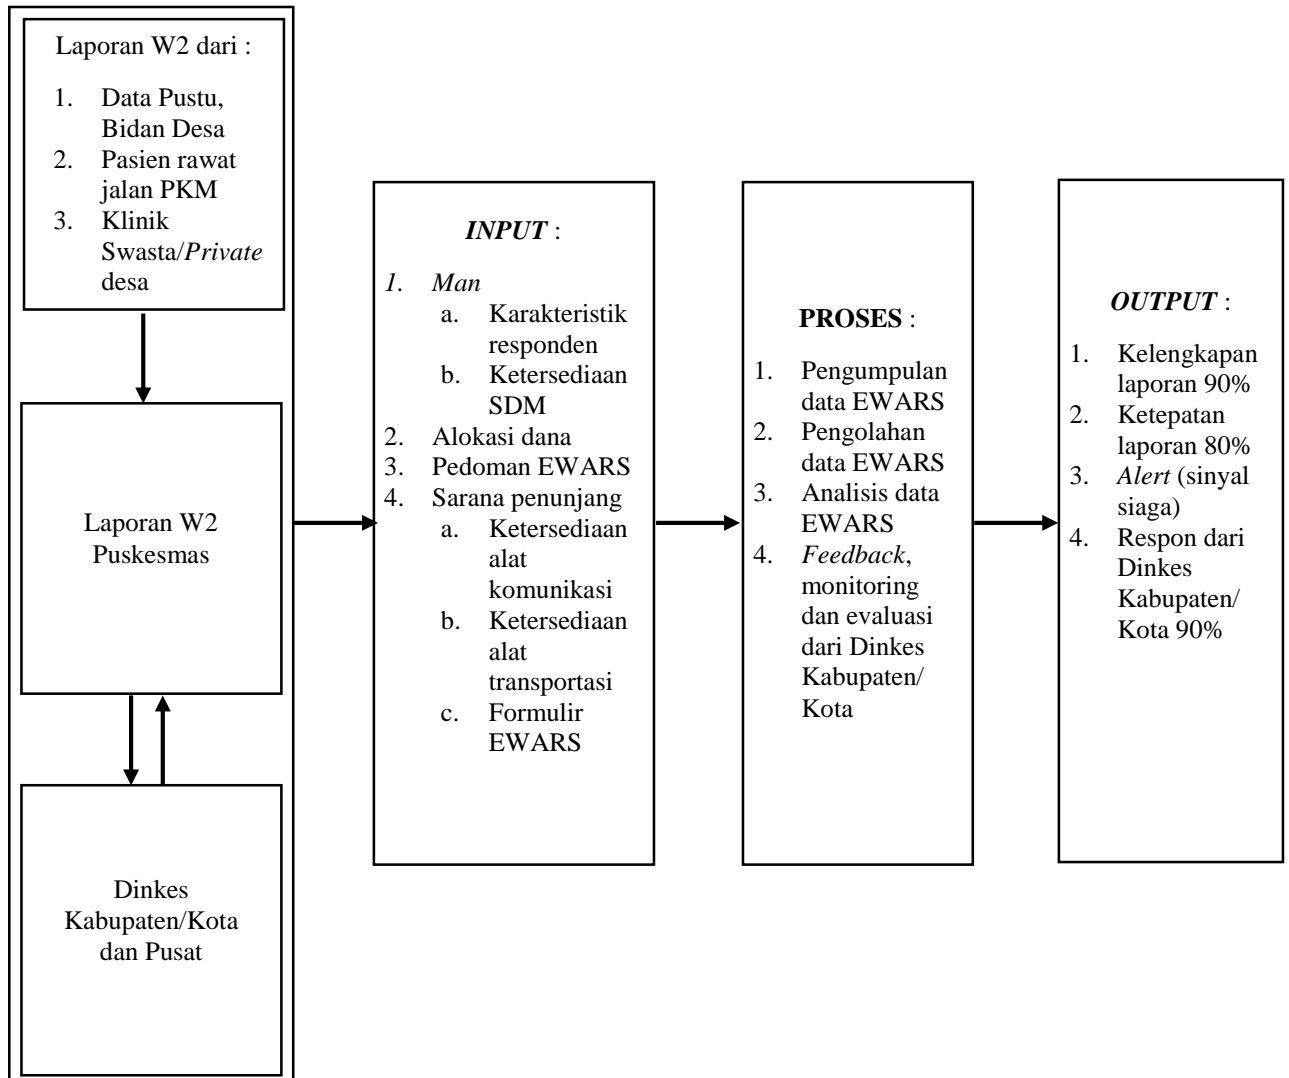 Laporan W2 dari :
1. Data Pustu,
Bidan Desa
2. Pasien rawat
jalan PKM
3. Klinik
Swasta/Private
desa
Laporan W2
Puskesmas
Dinkes
Kabupaten/Kota
dan Pusat
INPUT :
1. Man
a. Karakteristik
responden
b. Ketersediaan
SDM
2. Alokasi dana
3. Pedoman EWARS
4. Sarana penunjang
a. Ketersediaan
alat
komunikasi
b. Ketersediaan
alat
transportasi
c. Formulir
EWARS
PROSES :
1. Pengumpulan
data EWARS
2. Pengolahan
data EWARS
3. Analisis data
EWARS
4. Feedback,
monitoring
dan evaluasi
dari Dinkes
Kabupaten/
Kota
OUTPUT :
1. Kelengkapan
laporan 90%
2. Ketepatan
laporan 80%
3. Alert (sinyal
siaga)
4. Respon dari
Dinkes
Kabupaten/
Kota 90%